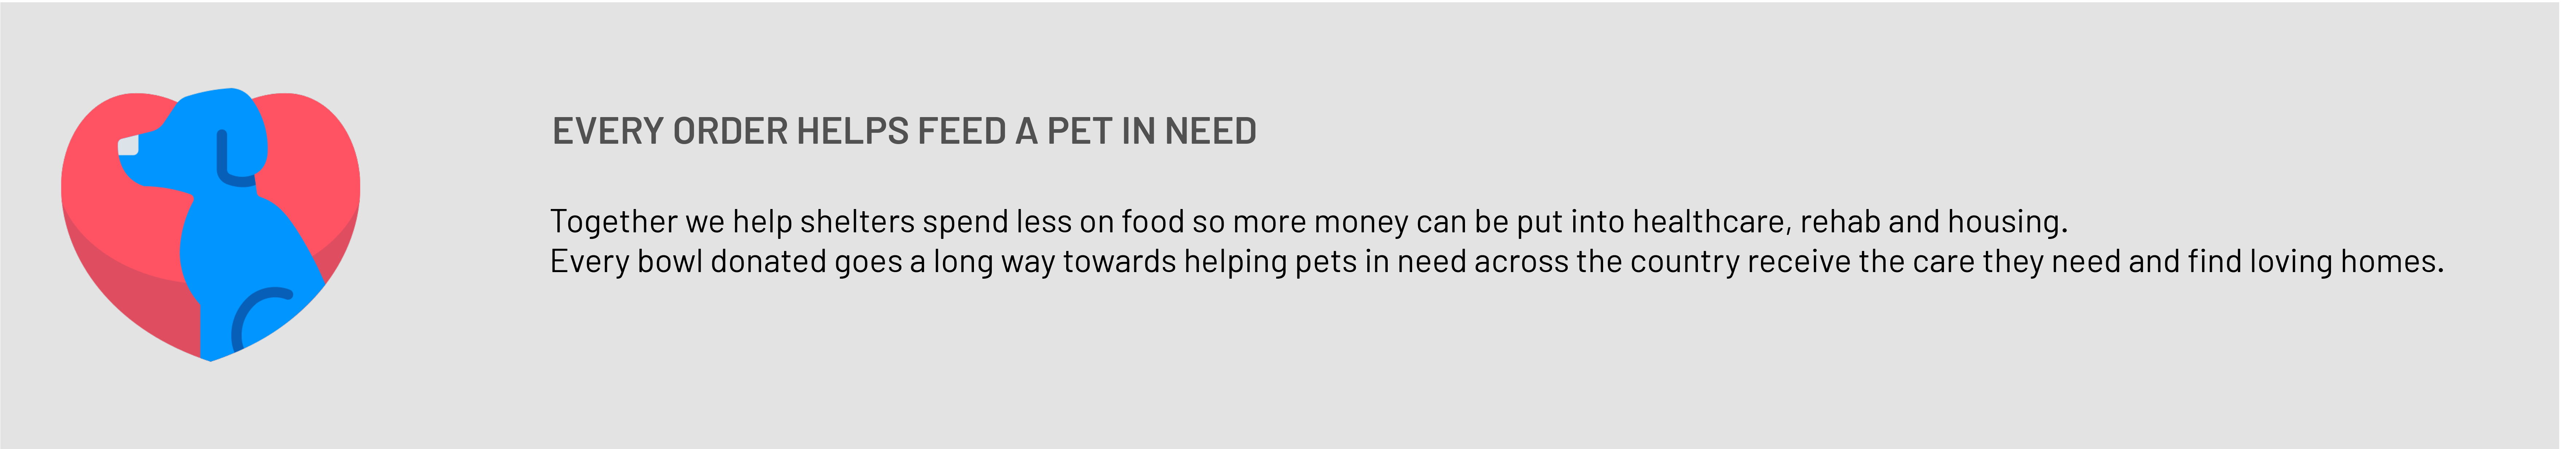 EVERY ORDER HELPS FEED A PET IN NEED
Together we help shelters spend less on food so more money can be put into healthcare, rehab and housing.
Every bowl donated goes a long way towards helping pets in need across the country receive the care they need and find loving homes.